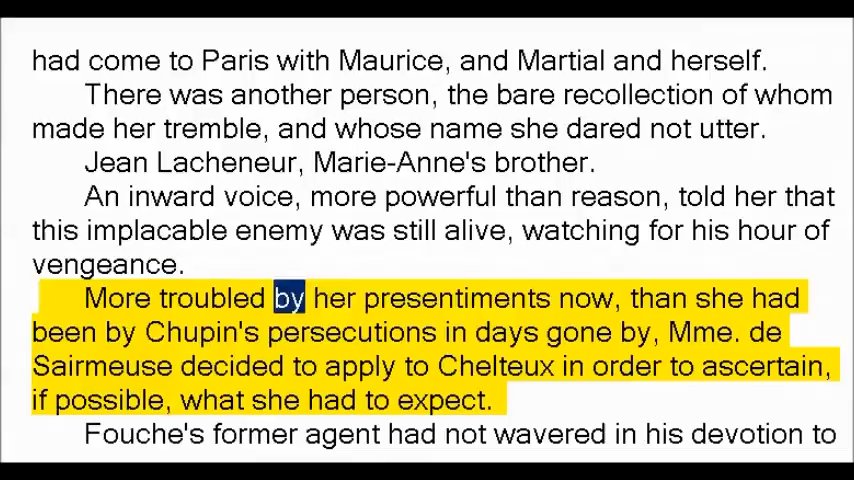 had come to Paris with Maurice, and Martial and herself.
There was another person, the bare recollection of whom
made her tremble, and whose name she dared not utter.
Jean Lacheneur, Marie-Anne's brother.
An inward voice, more powerful than reason, told her that
this implacable enemy was still alive, watching for his hour of
vengeance.
More troubled by her presentiments now, than she had
been by Chupin's persecutions in days gone by, Mme. de
Sairmeuse decided to apply to Chelteux in order to ascertain,
if possible, what she had to expect.
Fouche's former agent had not wavered in his devotion to